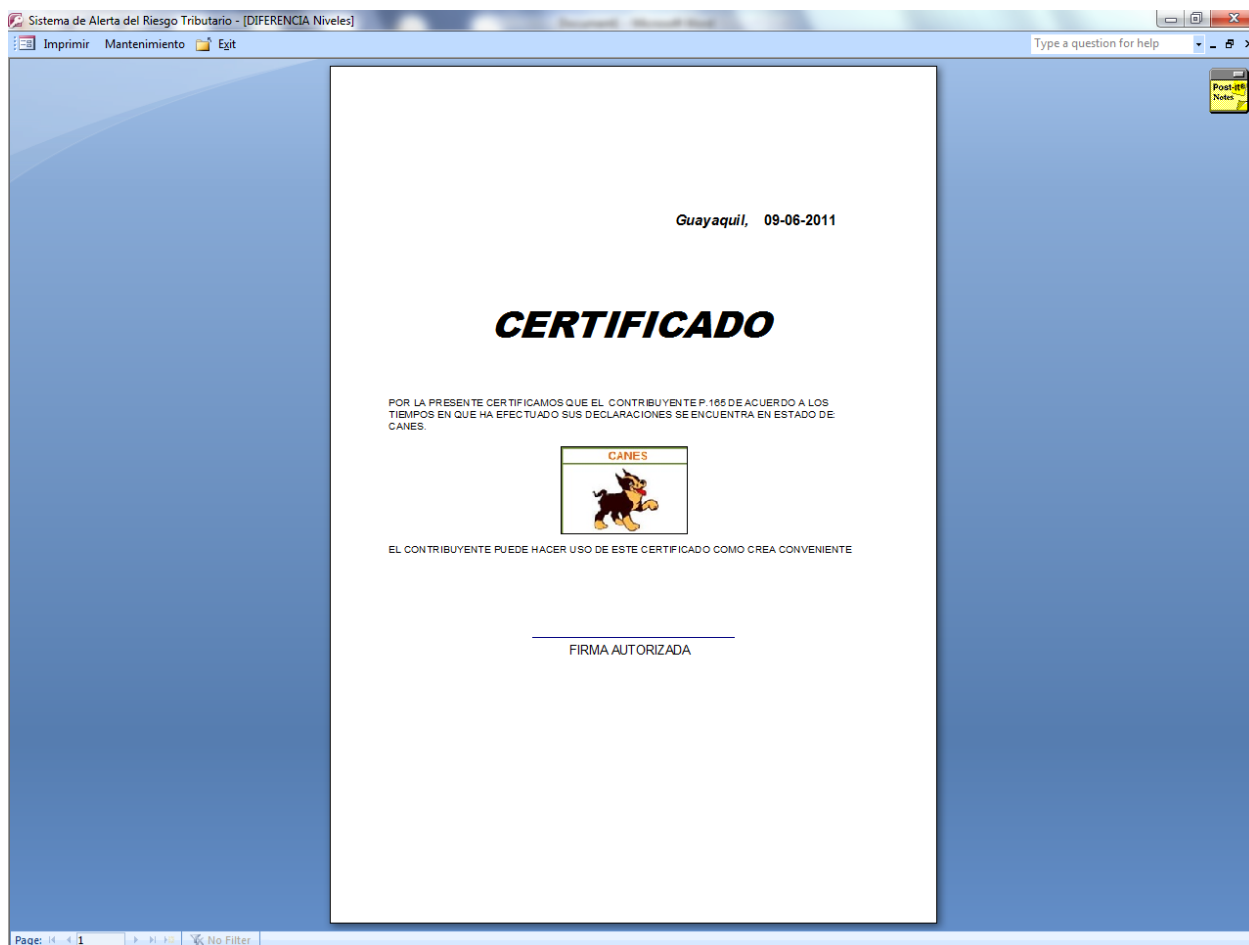 Sistema de Alerta del Riesgo Tributario - [DIFERENCIA Niveles]
Document1 - Microsoft Word
Imprimir Mantenimiento Exit
Type a question for help
Post-it®
Notes
Guayaquil, 09-06-2011
CERTIFICADO
POR LA PRESENTE CERTIFICAMOS QUE EL CONTRIBUYENTE P.165 DE ACUERDO A LOS
TIEMPOS EN QUE HA EFECTUADO SUS DECLARACIONES SE ENCUENTRA EN ESTADO DE:
CANES.
CANES
EL CONTRIBUYENTE PUEDE HACER USO DE ESTE CERTIFICADO COMO CREA CONVENIENTE
FIRMA AUTORIZADA
Page: 1 No Filter